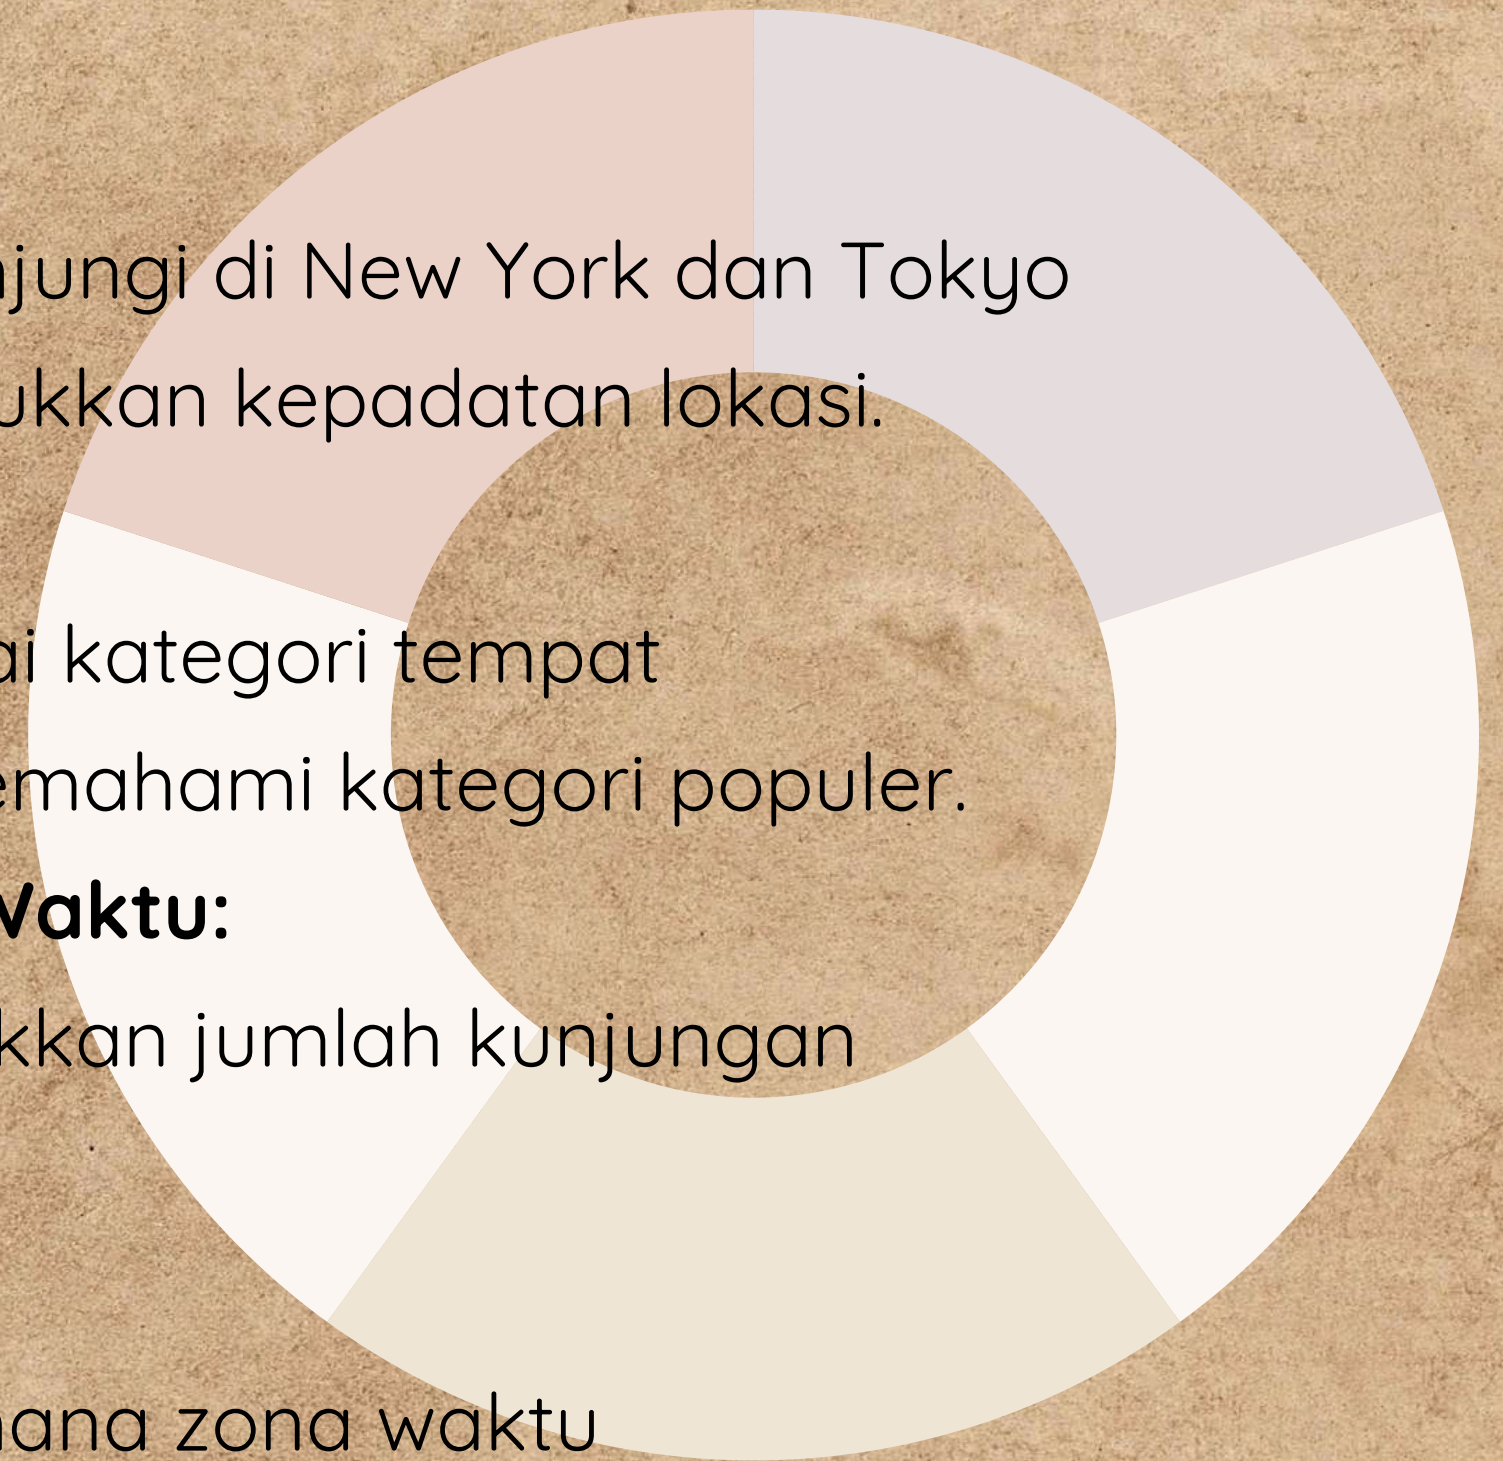 njungi di New York dan Tokyo
ukkan kepadatan lokasi.
ai kategori tempat
emahami kategori populer.
Waktu:
kkan jumlah kunjungan
mana zona waktu